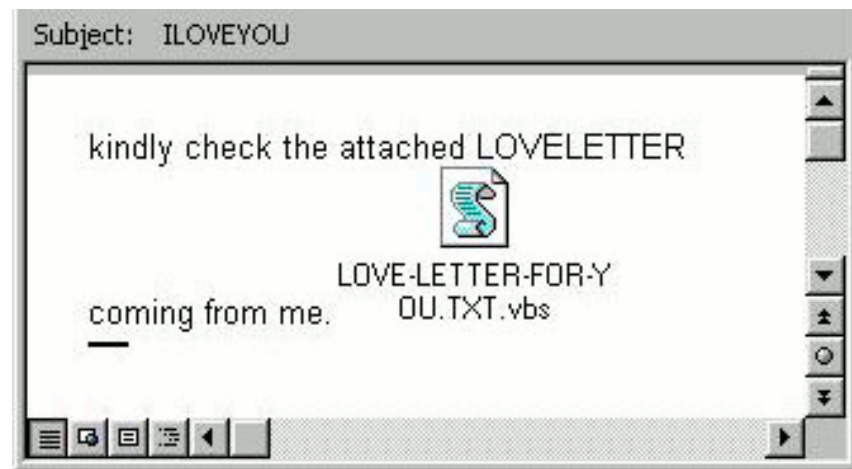 Subject: ILOVEYOU
kindly check the attached LOVELETTER
LOVE-LETTER-FOR-Y
OU.TXT.vbs
coming from me.